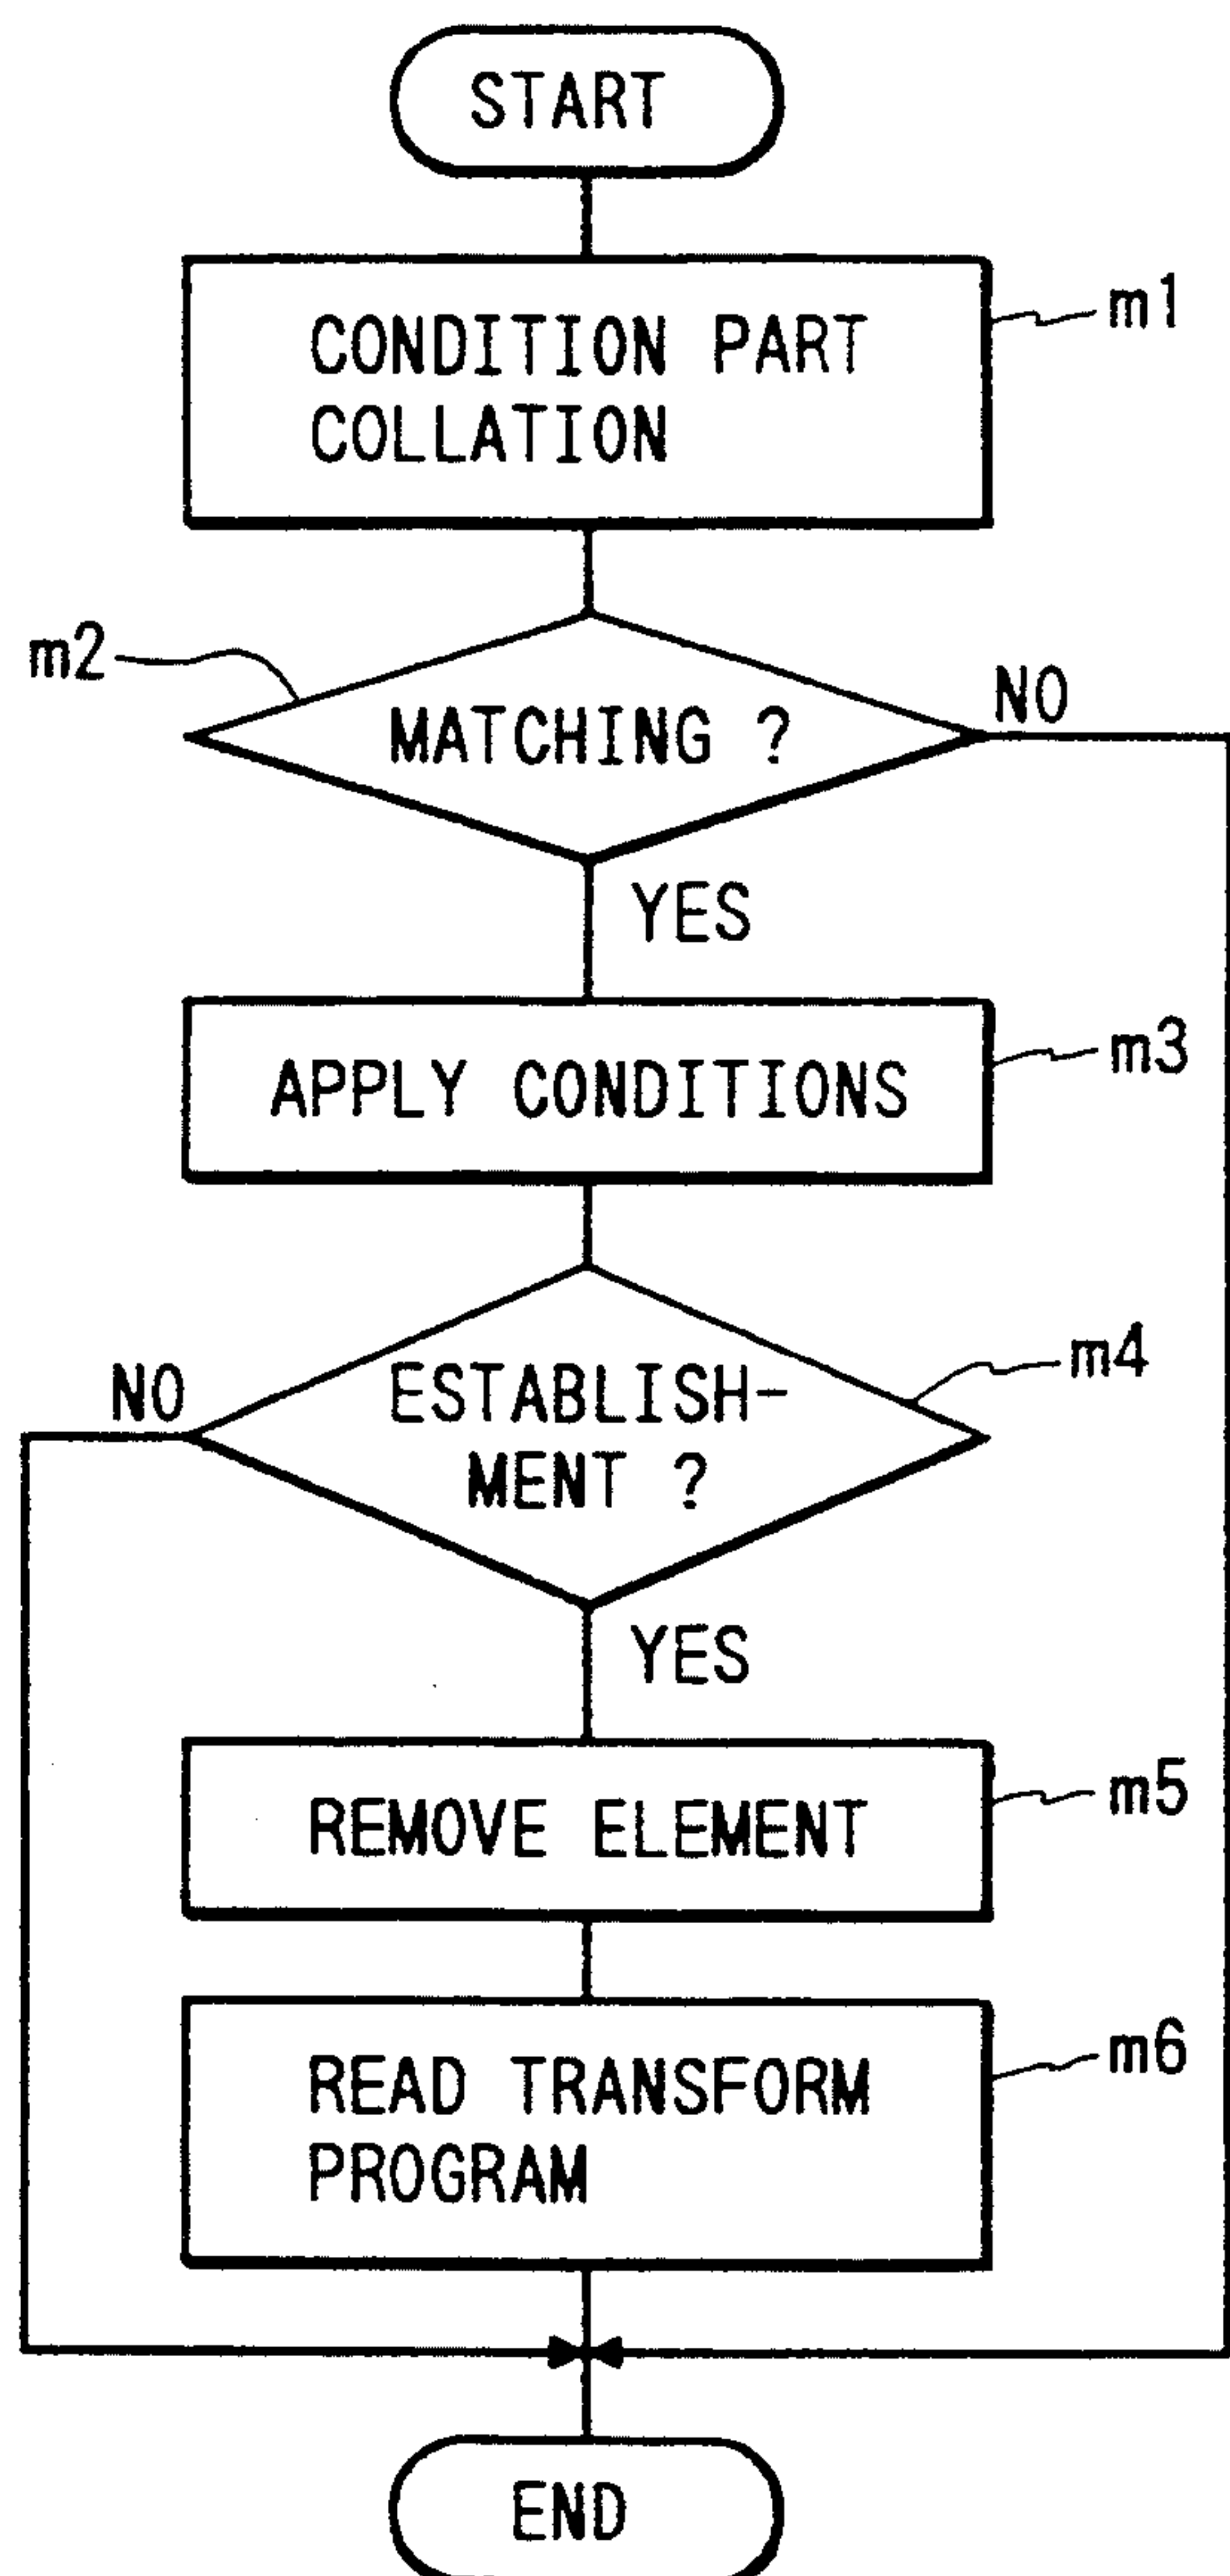 START
CONDITION PART
COLLATION
m1
m2
MATCHING ?
NO
YES
APPLY CONDITIONS
m3
NO
ESTABLISH-
MENT ?
m4
YES
REMOVE ELEMENT
m5
READ TRANSFORM
PROGRAM
m6
END